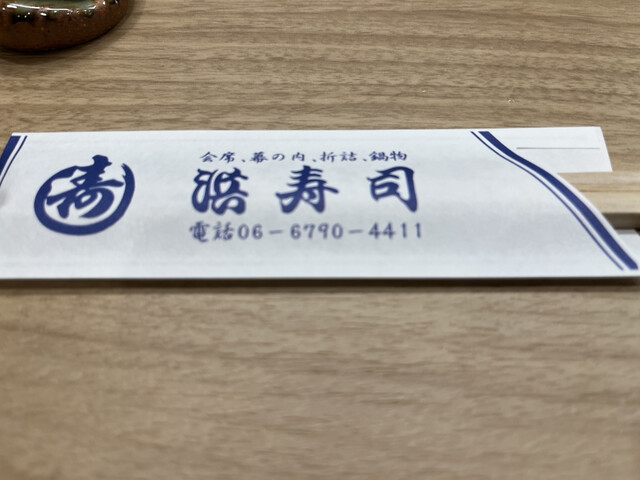 会席、幕の内、折詰、鍋物
寿
浜寿司
電話06-6790-4411